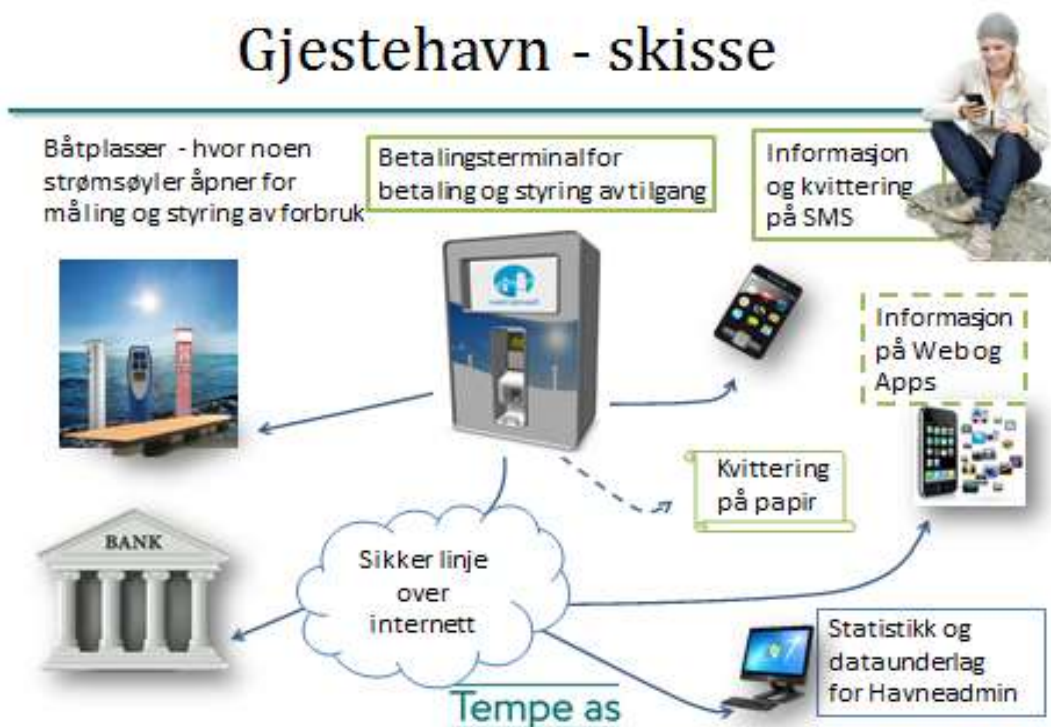 Gjestehavn - skisse
Båtplasser - hvor noen
strømsøyler åpner for
måling og styring av forbruk
Betalingsterminal for
betaling og styring av tilgang
Informasjon
og kvittering
på SMS
Informasjon
på Web og
Apps
Kvittering
på papir
BANK
Sikker linje
over
internett
Statistikk og
dataunderlag
for Havneadmin
Tempe as